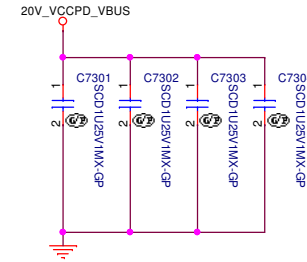 20V_VCCPD_VBUS
C7301
C7302
C7303
C730
1
1
1
1
SCD1U25V1MX-GP
SCD1U25V1MX-GP
SCD1U25V1MX-GP
SCD1U25V1MX-GP
2
2
2
2